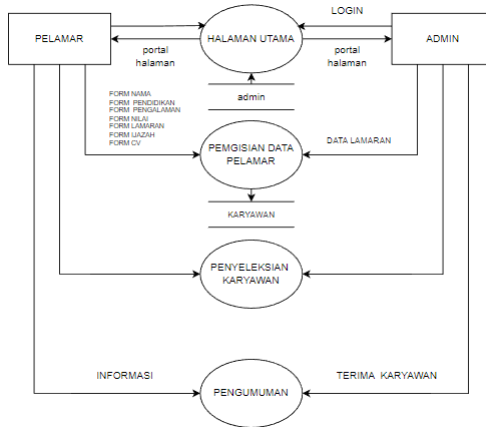 LOGIN
PELAMAR
HALAMAN UTAMA
ADMIN
portal
halaman
portal
halaman
admin
FORM NAMA
FORM PENDIDIKAN
FORM PENGALAMAN
FORM NILAI
FORM LAMARAN
FORM IJAZAH
FORM CV
PEMGISIAN DATA
PELAMAR
DATA LAMARAN
KARYAWAN
PENYELEKSIAN
KARYAWAN
INFORMASI
TERIMA KARYAWAN
PENGUMUMAN